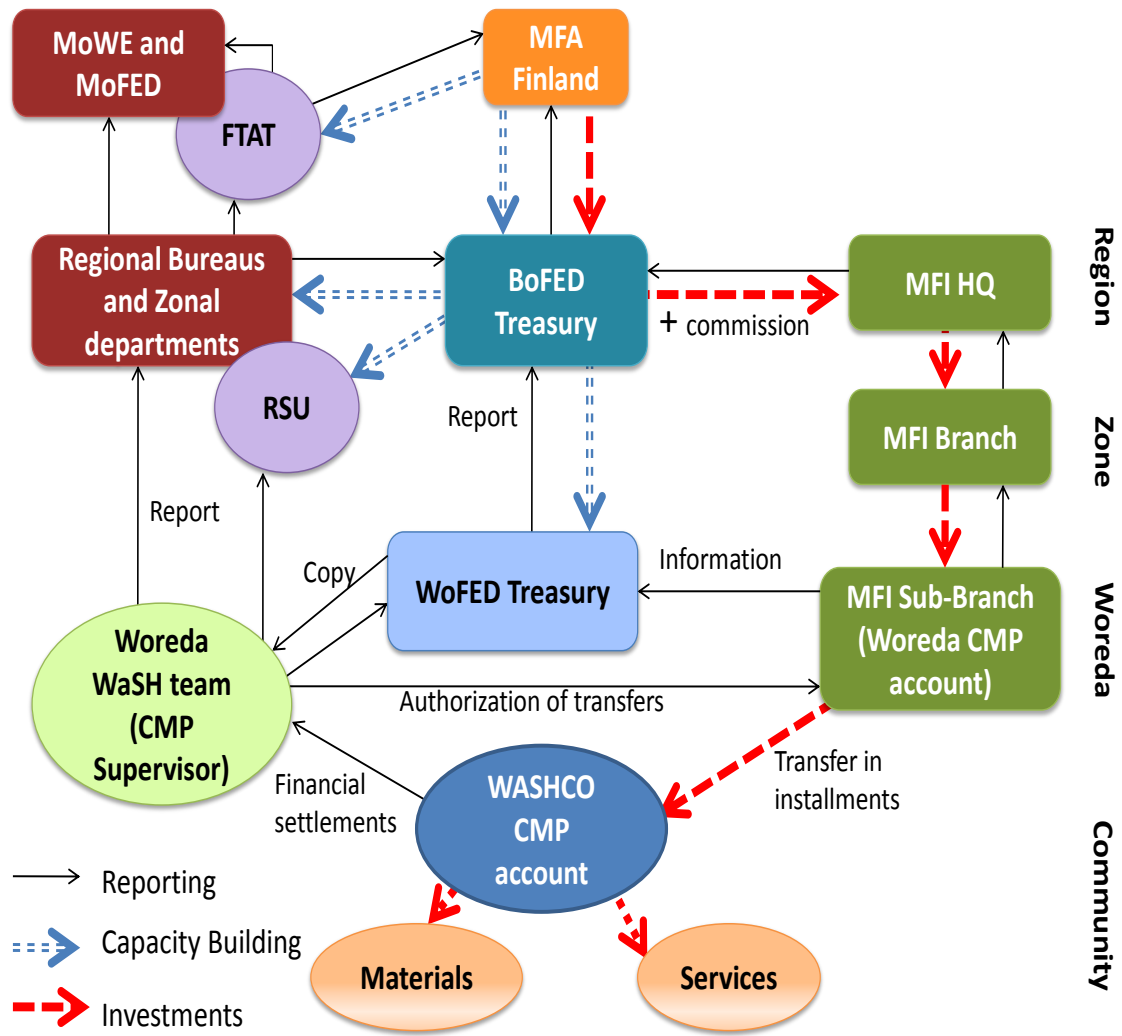 MoWE and
MoFED
MFA
Finland
FTAT
Regional Bureaus
and Zonal
departments
BoFED
Treasury
MFI HQ
Region
+ commission
RSU
Report
MFI Branch
Zone
Report
Copy
WoFED Treasury
Information
MFI Sub-Branch
(Woreda CMP
account)
Woreda
Woreda
WaSH team
(CMP
Supervisor)
Authorization of transfers
Financial
settlements
WASHCO
CMP
account
Transfer in
installments
Community
Reporting
Capacity Building
Investments
Materials
Services